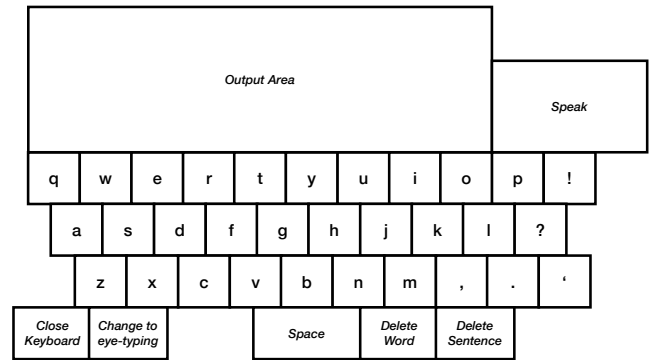 Output Area
Speak
q w e r t y u i o p !
a s d f g h j k l ?
z x c v b n m , . ‘
Close Change to Space Delete Delete
Keyboard eye-typing Word Sentence